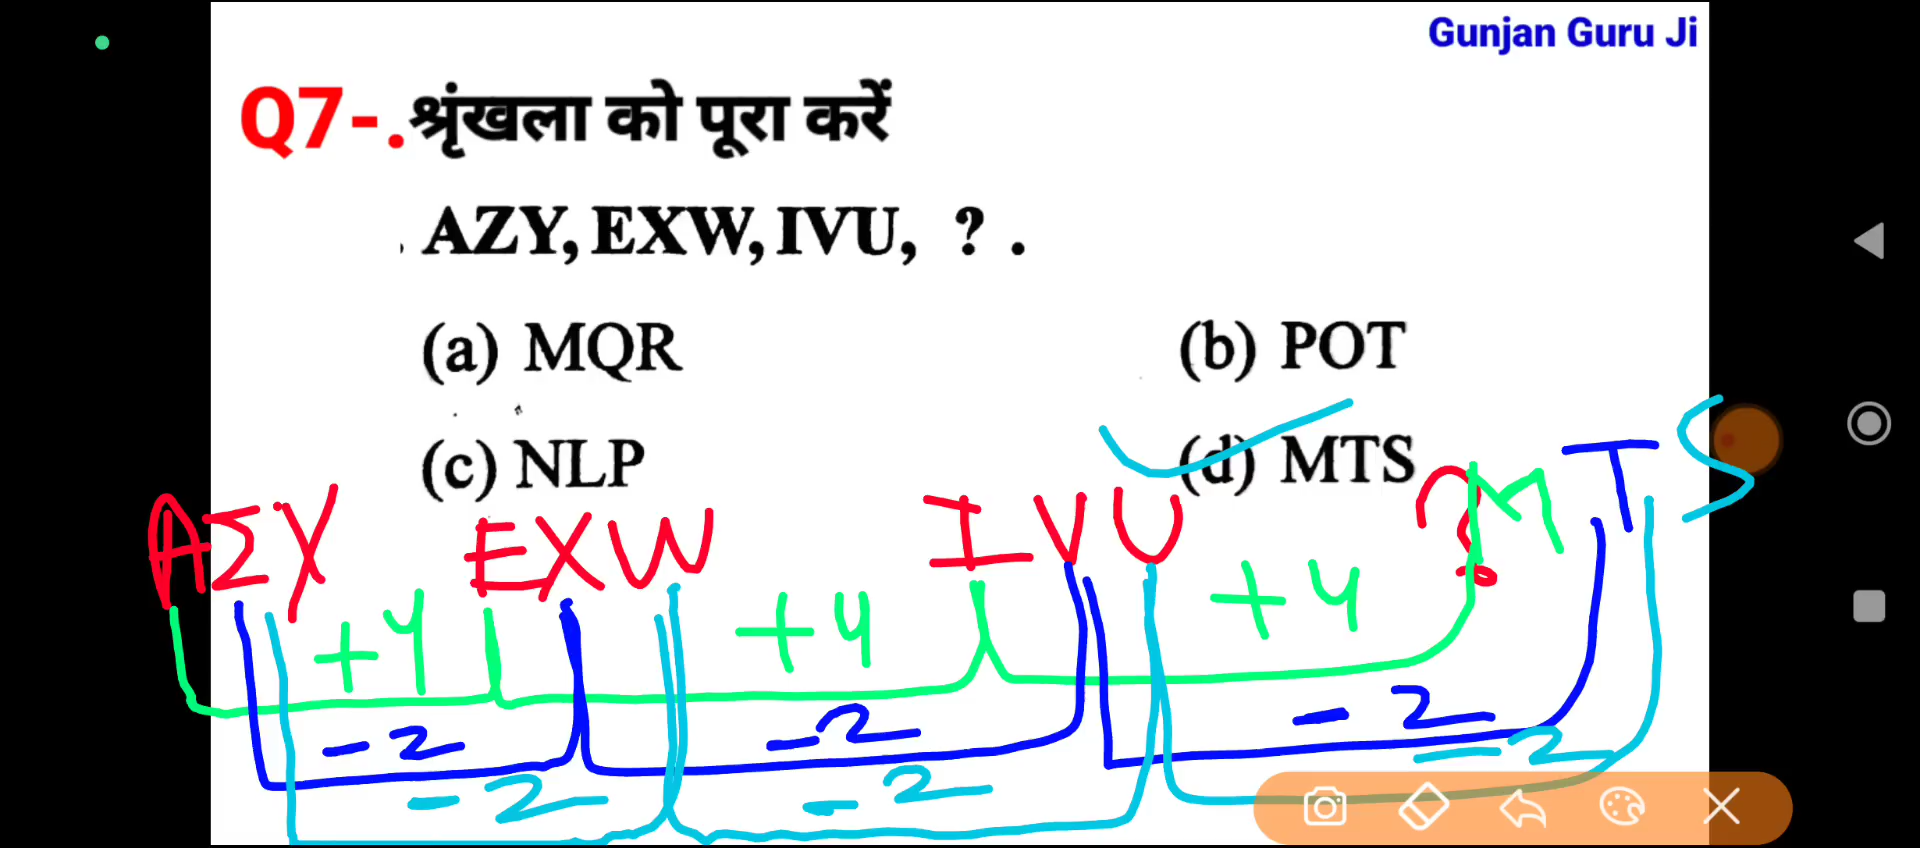 Gunjan Guru Ji
Q7-.श्रृंखला को पूरा करें
AZY, EXW, IVU, ? .
(a) MQR (b) POT
(c) NLP (d) MTS
AZY EXW IVU ? M T S
+4 +4 +4
-2 -2 -2
-2 -2 -2